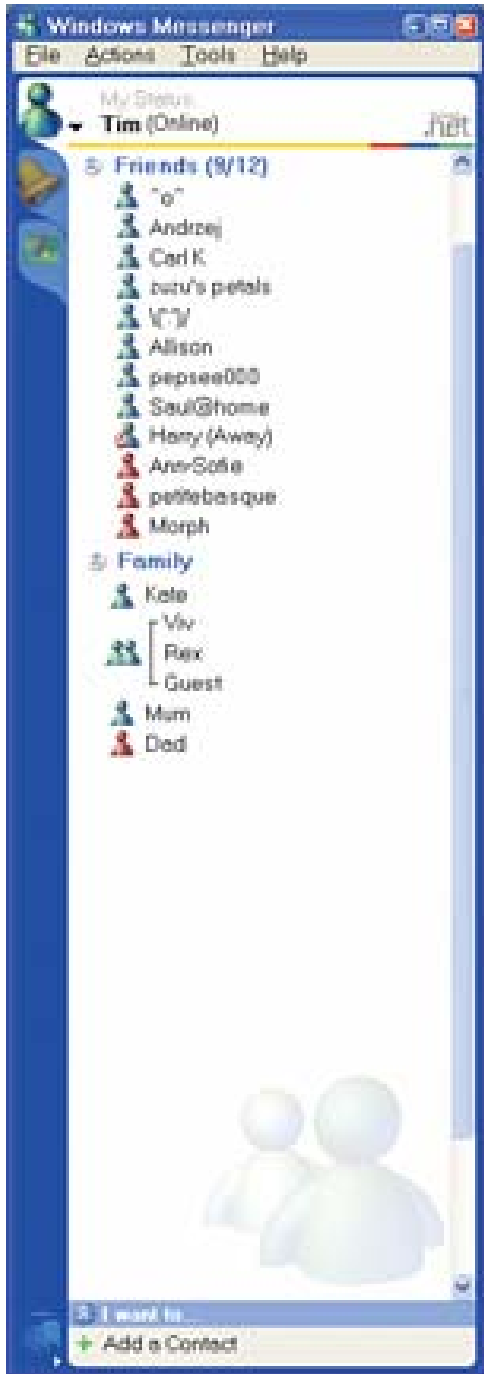 Windows Messenger
File Actions Tools Help
My Status
Tim (Online)
.net
Friends (9/12)
^o^
Andrzej
Carl K
zuzu's petals
Allison
pepsee000
Saul@home
Harry (Away)
Ann-Sofie
petitebasque
Morph
Family
Kate
Viv
Rex
Guest
Mum
Dad
I want to...
Add a Contact